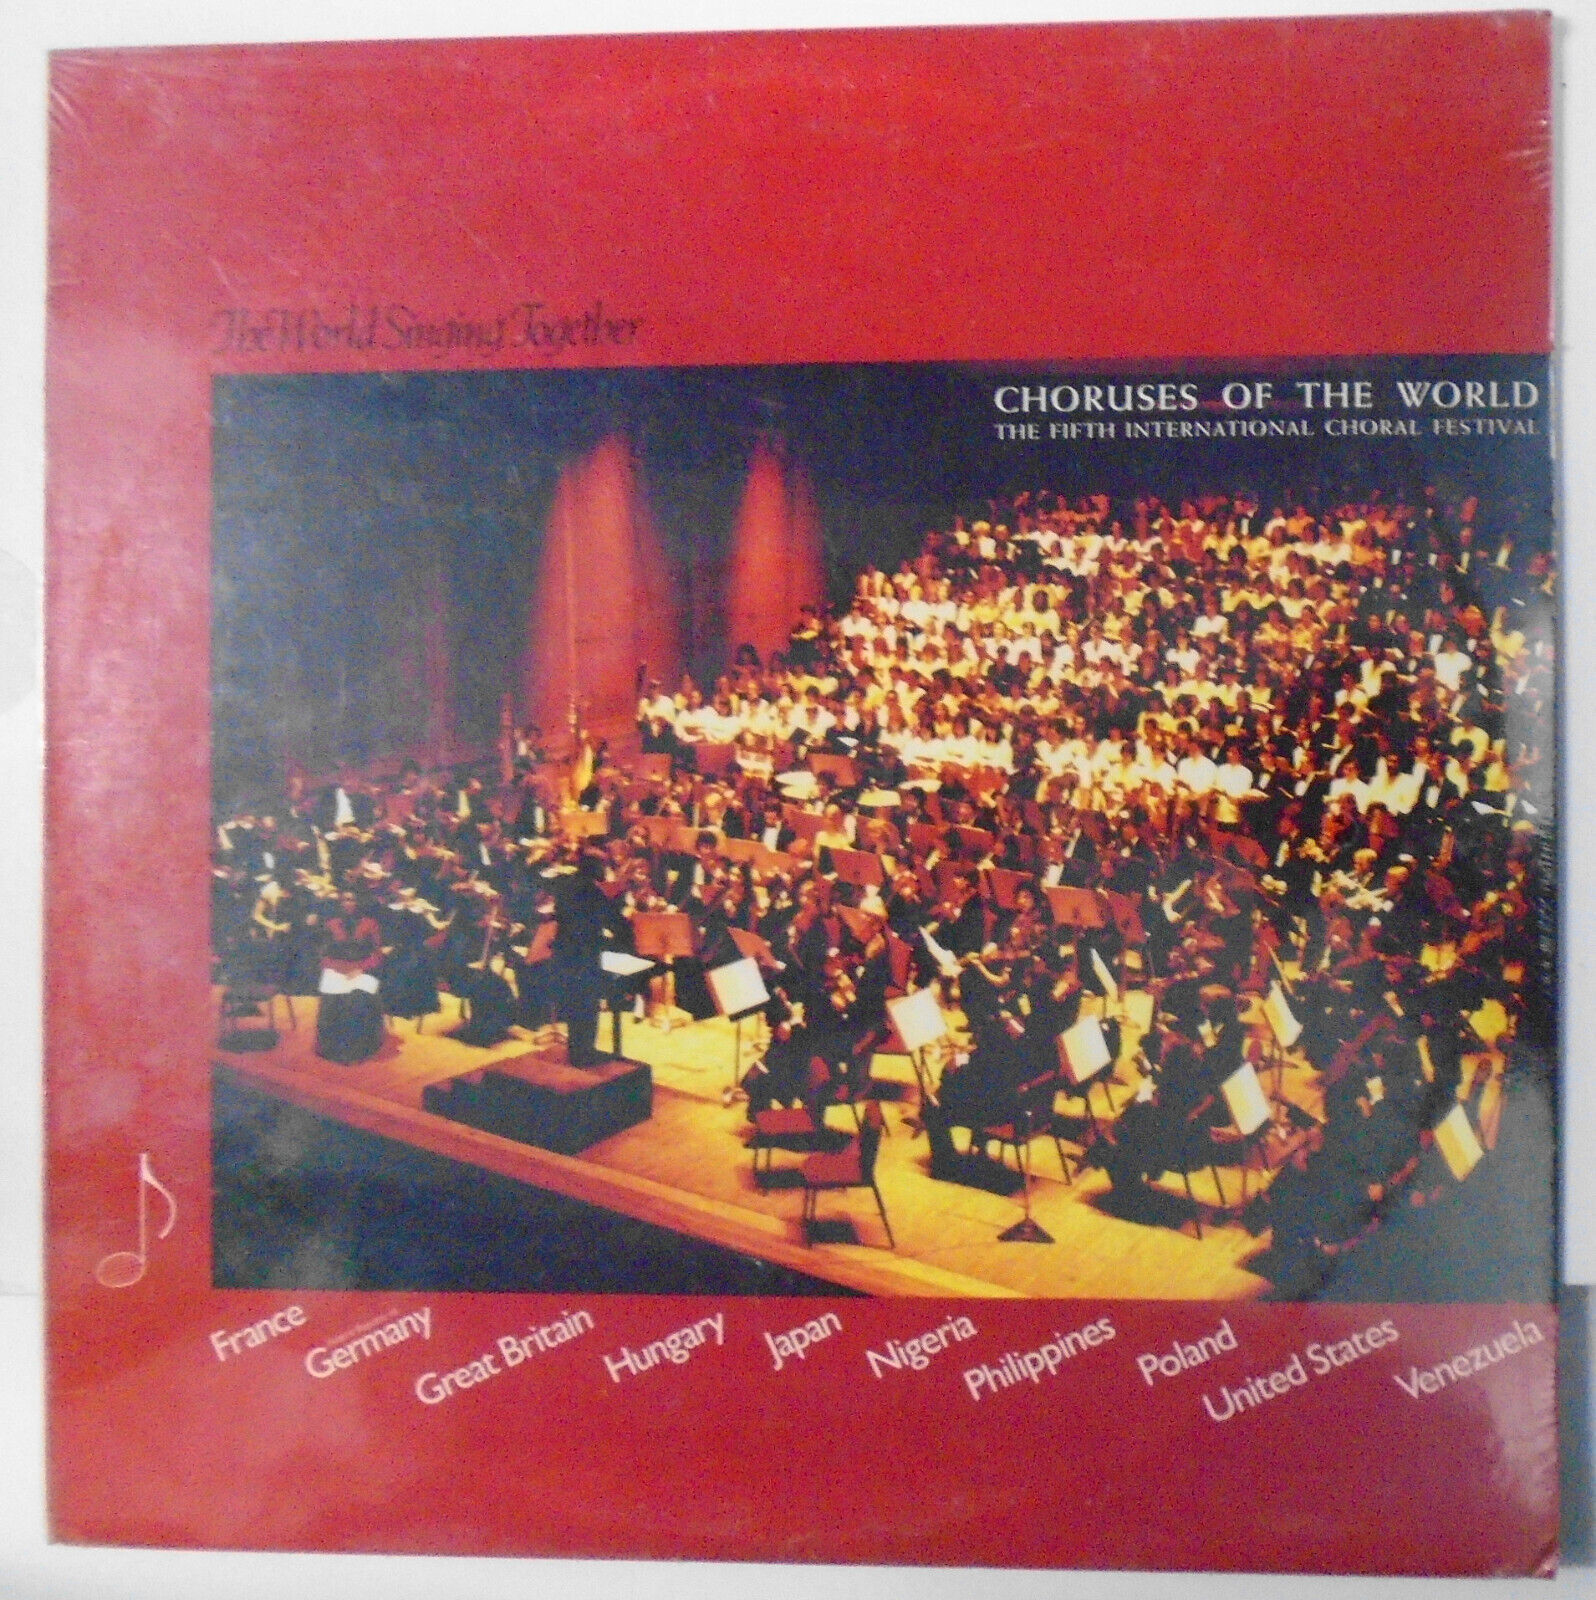 The World Singing Together
CHORUSES OF THE WORLD
THE FIFTH INTERNATIONAL CHORAL FESTIVAL
France
Germany
Great Britain
Hungary
Japan
Nigeria
Philippines
Poland
United States
Venezuela